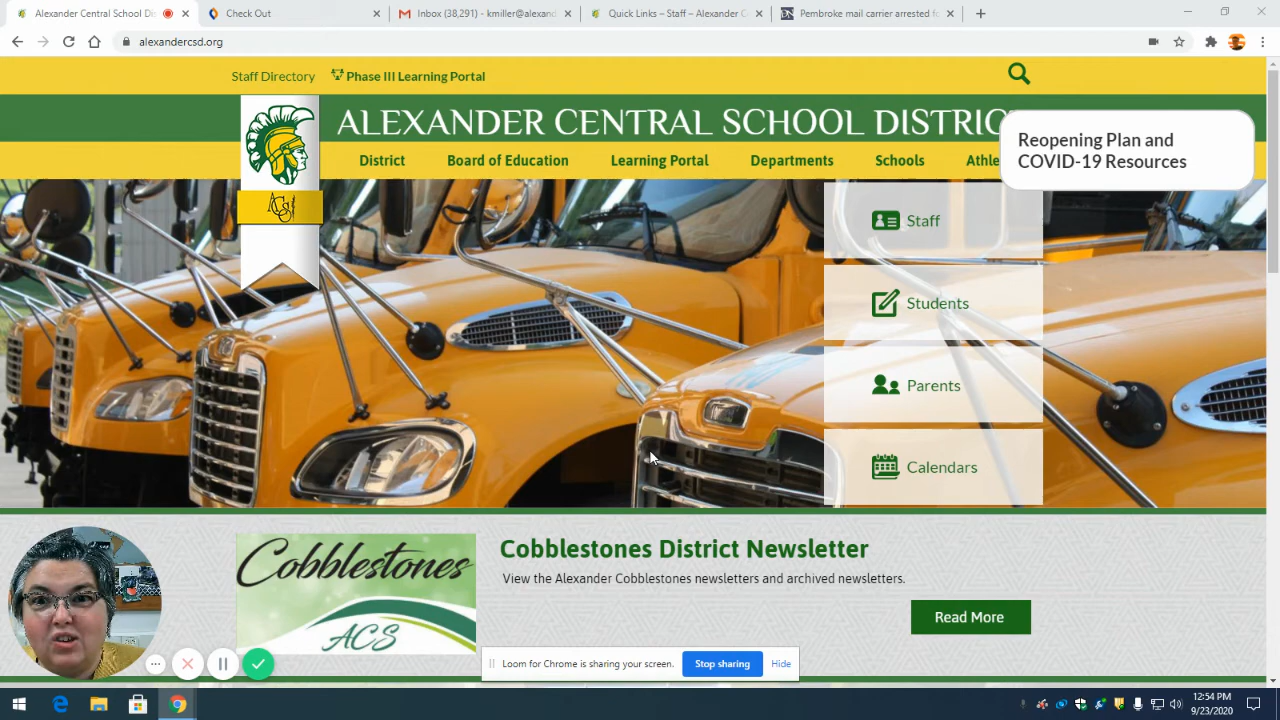 Alexander Central School Di
Check Out
Inbox (38,291) - kmiller@alexand
Quick Links – Staff – Alexander C
Pembroke mail carrier arrested fo
alexandercsd.org
Staff Directory
Phase III Learning Portal
ALEXANDER CENTRAL SCHOOL DISTRIC
Reopening Plan and
COVID-19 Resources
District
Board of Education
Learning Portal
Departments
Schools
Athle
ACS
Staff
Students
Parents
Calendars
Cobblestones
ACS
Cobblestones District Newsletter
View the Alexander Cobblestones newsletters and archived newsletters.
Read More
Loom for Chrome is sharing your screen.
Stop sharing
Hide
12:54 PM
9/23/2020